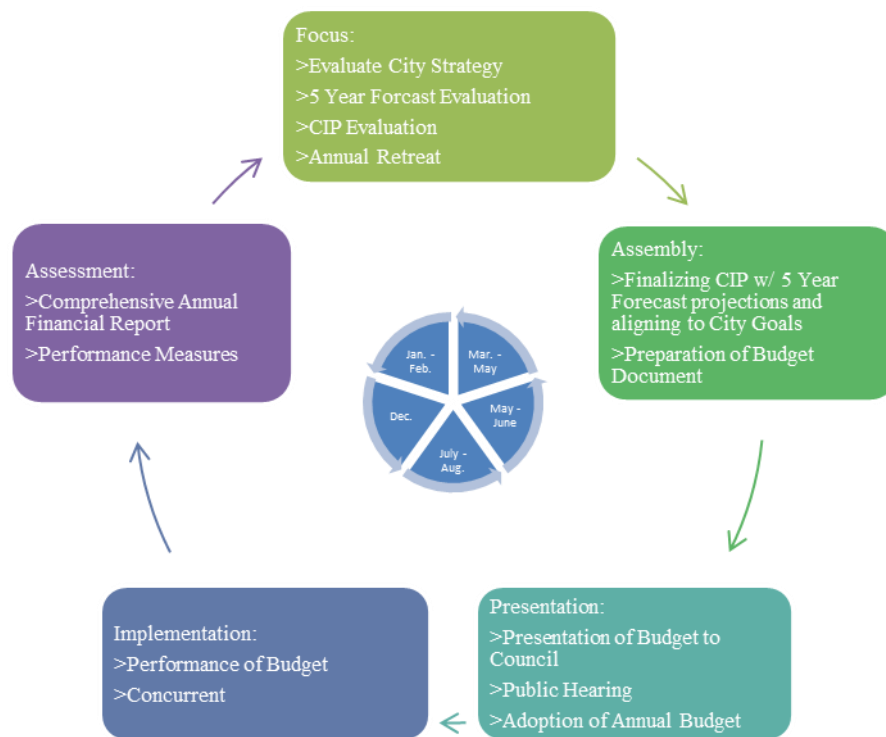 Focus:
>Evaluate City Strategy
>5 Year Forcast Evaluation
>CIP Evaluation
>Annual Retreat
Assembly:
>Finalizing CIP w/ 5 Year
Forecast projections and
aligning to City Goals
>Preparation of Budget
Document
Presentation:
>Presentation of Budget to
Council
>Public Hearing
>Adoption of Annual Budget
Implementation:
>Performance of Budget
>Concurrent
Assessment:
>Comprehensive Annual
Financial Report
>Performance Measures
Jan. -
Feb.
Mar. -
May
May -
June
July -
Aug.
Dec.